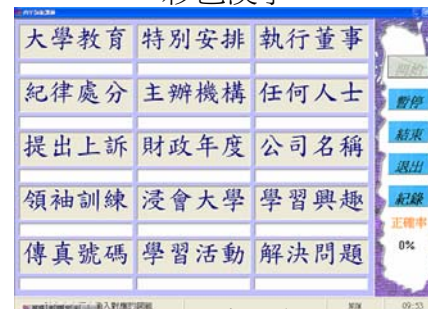 大學教育 特別安排 執行董事
開始
紀律處分 主辦機構 任何人士
暫停
提出上訴 財政年度 公司名稱
結束
退出
領袖訓練 浸會大學 學習興趣
紀錄
正確率
傳真號碼 學習活動 解決問題
0%
09:53